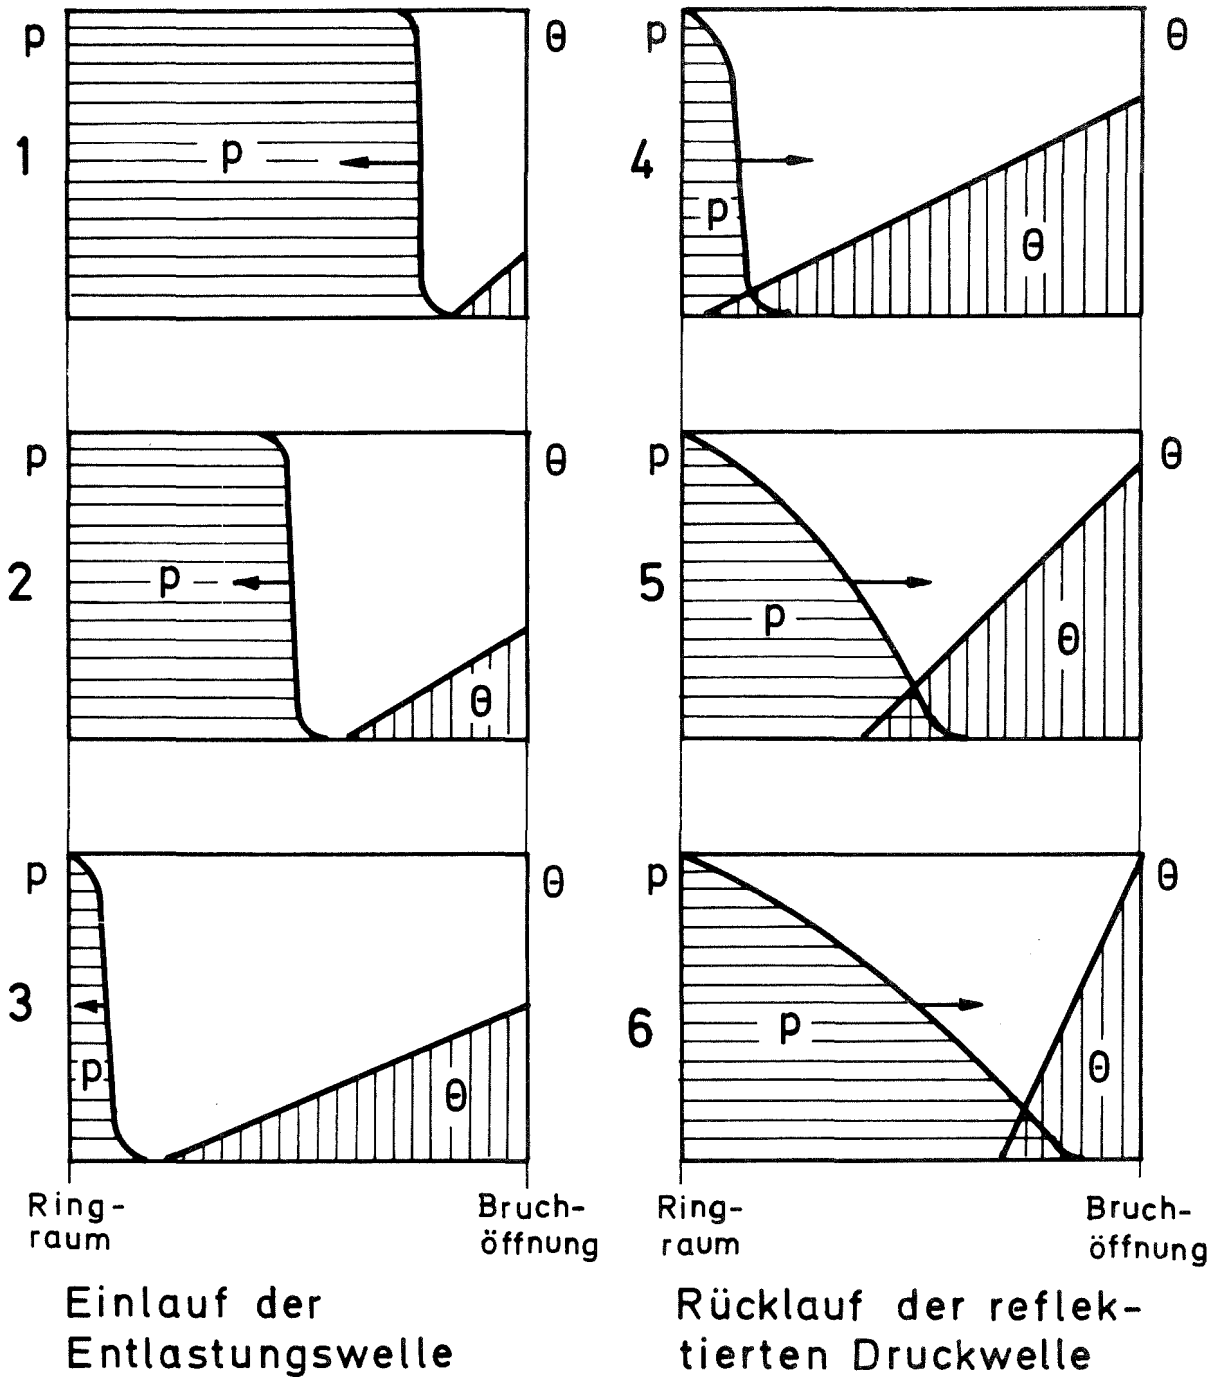 p θ
1
p
p θ
2
p
θ
p θ
3
p
θ
Ring-
raum
Bruch-
öffnung
Einlauf der
Entlastungswelle
p θ
4
p
θ
p θ
5
p
θ
p θ
6
p
θ
Ring-
raum
Bruch-
öffnung
Rücklauf der reflek-
tierten Druckwelle